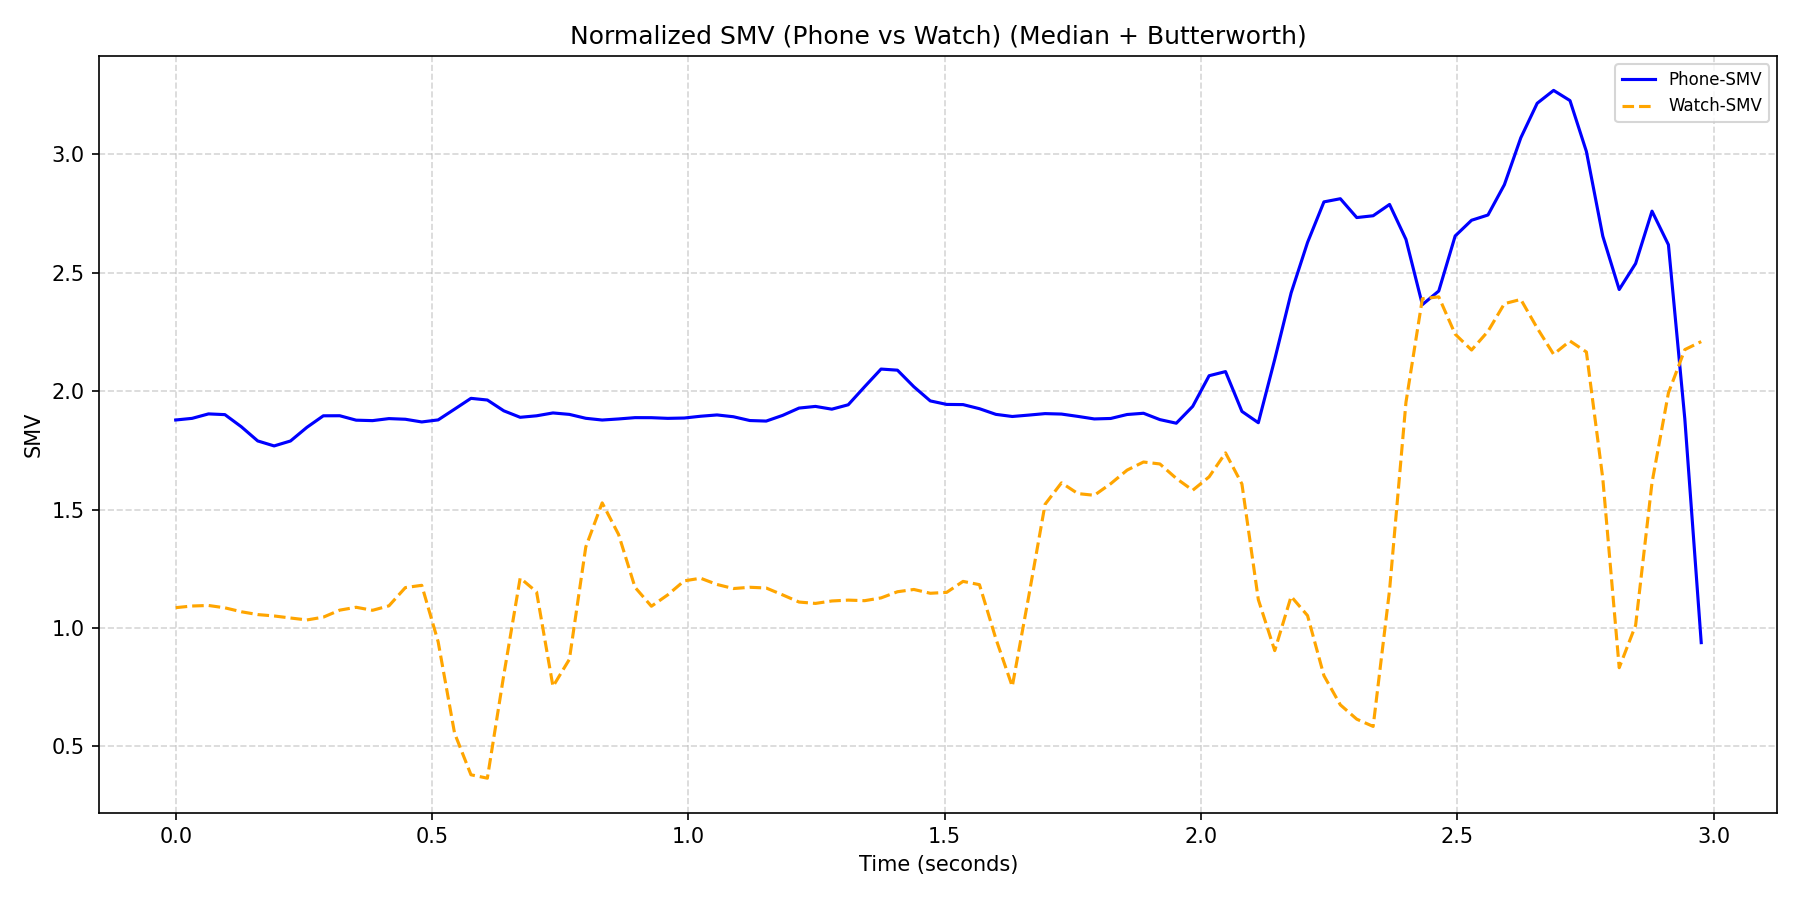 Normalized SMV (Phone vs Watch) (Median + Butterworth)
Phone-SMV
Watch-SMV
3.0
2.5
2.0
1.5
1.0
0.5
SMV
0.0 0.5 1.0 1.5 2.0 2.5 3.0
Time (seconds)